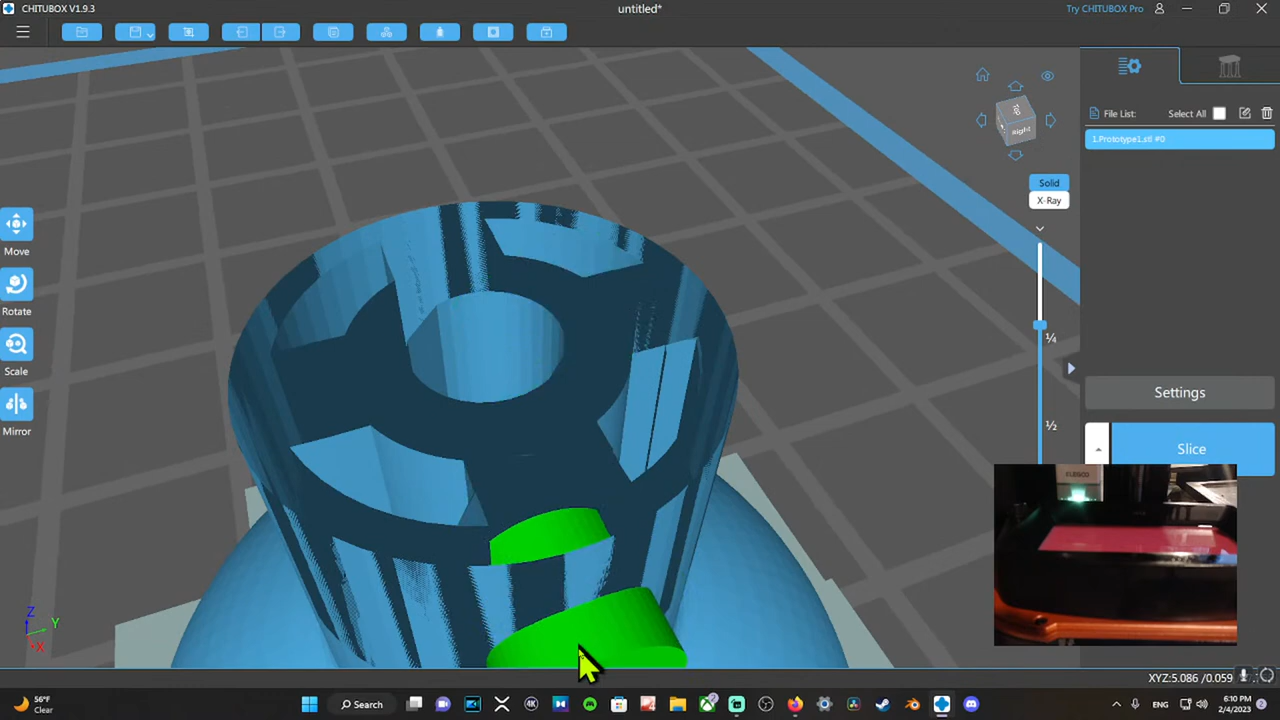 CHITUBOX V1.9.3
untitled*
Try CHITUBOX Pro
File List:
Select All
1.Prototype1.stl #0
Right
Solid
X-Ray
Move
Rotate
Scale
Mirror
1/4
1/2
Settings
Slice
Z
Y
X
XYZ:5.086 /0.059
56°F
Clear
Search
ENG
6:10 PM
2/4/2023